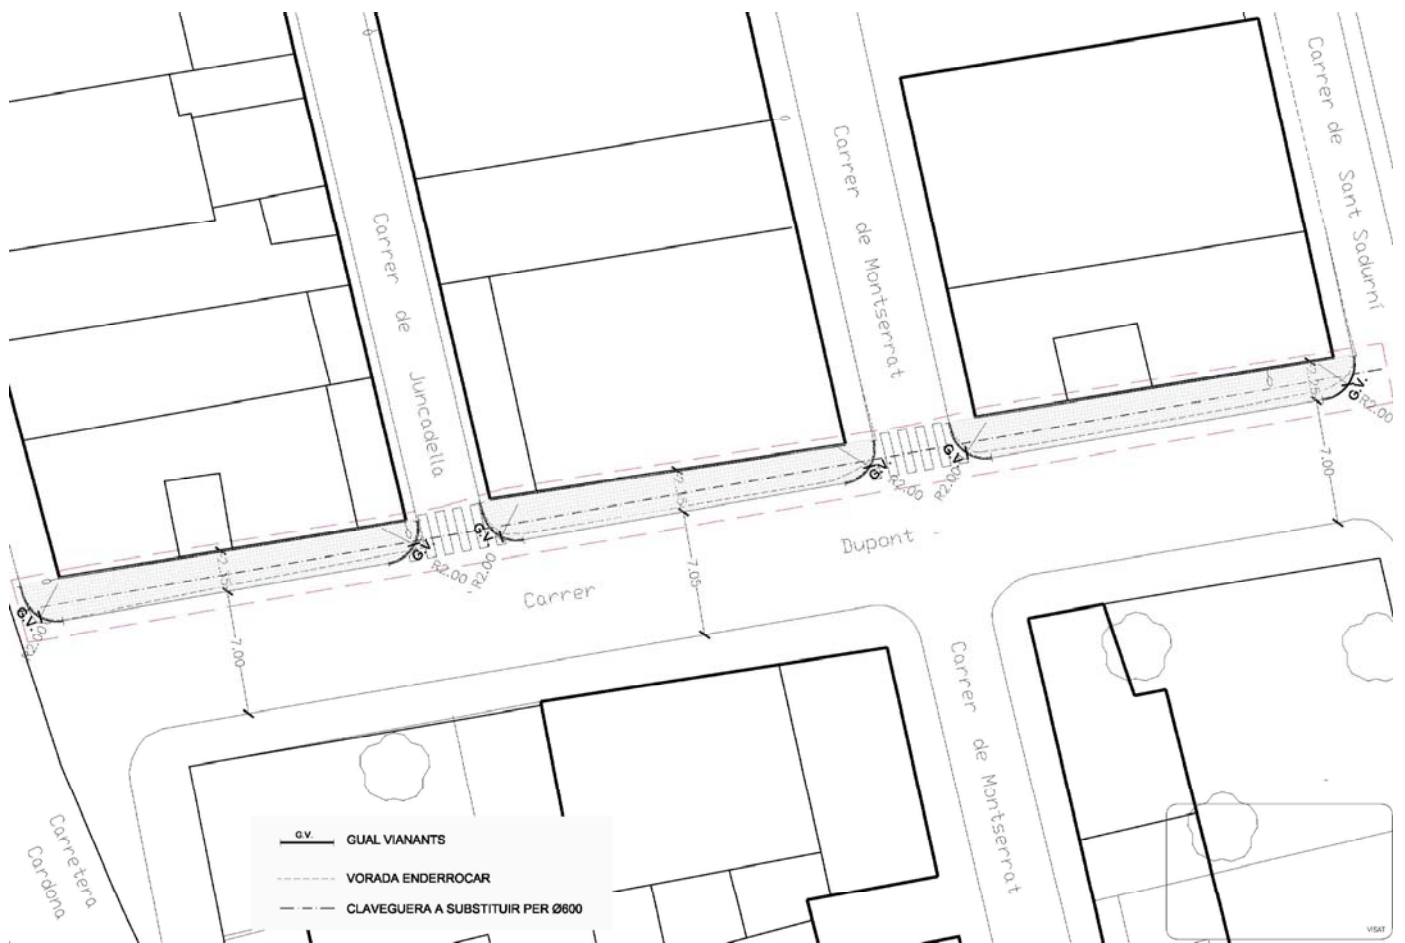 Carrer de Sant Sadurní
Carrer de Montserrat
Carrer de Juncadella
2.25
G.V.
R2.00
7.00
G.V.
R2.00
G.V.
R2.00
2.15
Dupont
Carrer
G.V.
R2.00
G.V.
R2.00
7.05
2.15
G.V.
7.00
Carrer de Montserrat
Carretera
Cardona
G.V. GUAL VIANANTS
VORADA ENDERROCAR
CLAVEGUERA A SUBSTITUIR PER Ø600
VISAT